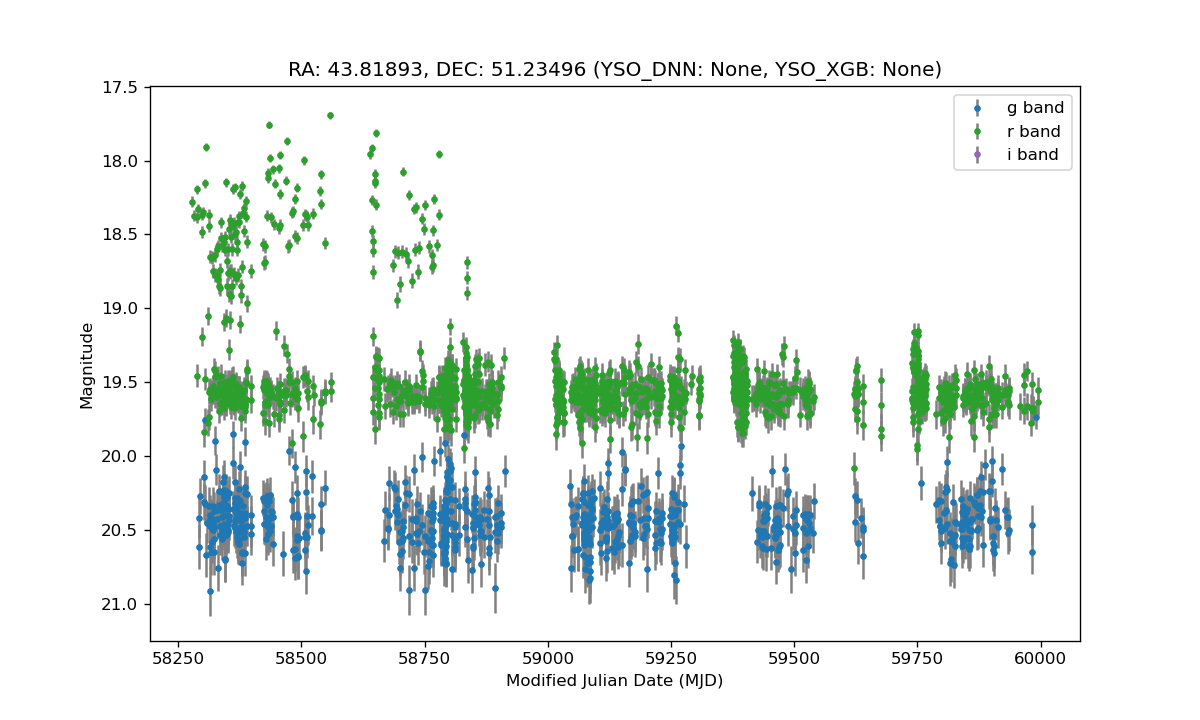 RA: 43.81893, DEC: 51.23496 (YSO_DNN: None, YSO_XGB: None)
g band
r band
i band
17.5
18.0
18.5
19.0
19.5
20.0
20.5
21.0
Magnitude
58250
58500
58750
59000
59250
59500
59750
60000
Modified Julian Date (MJD)